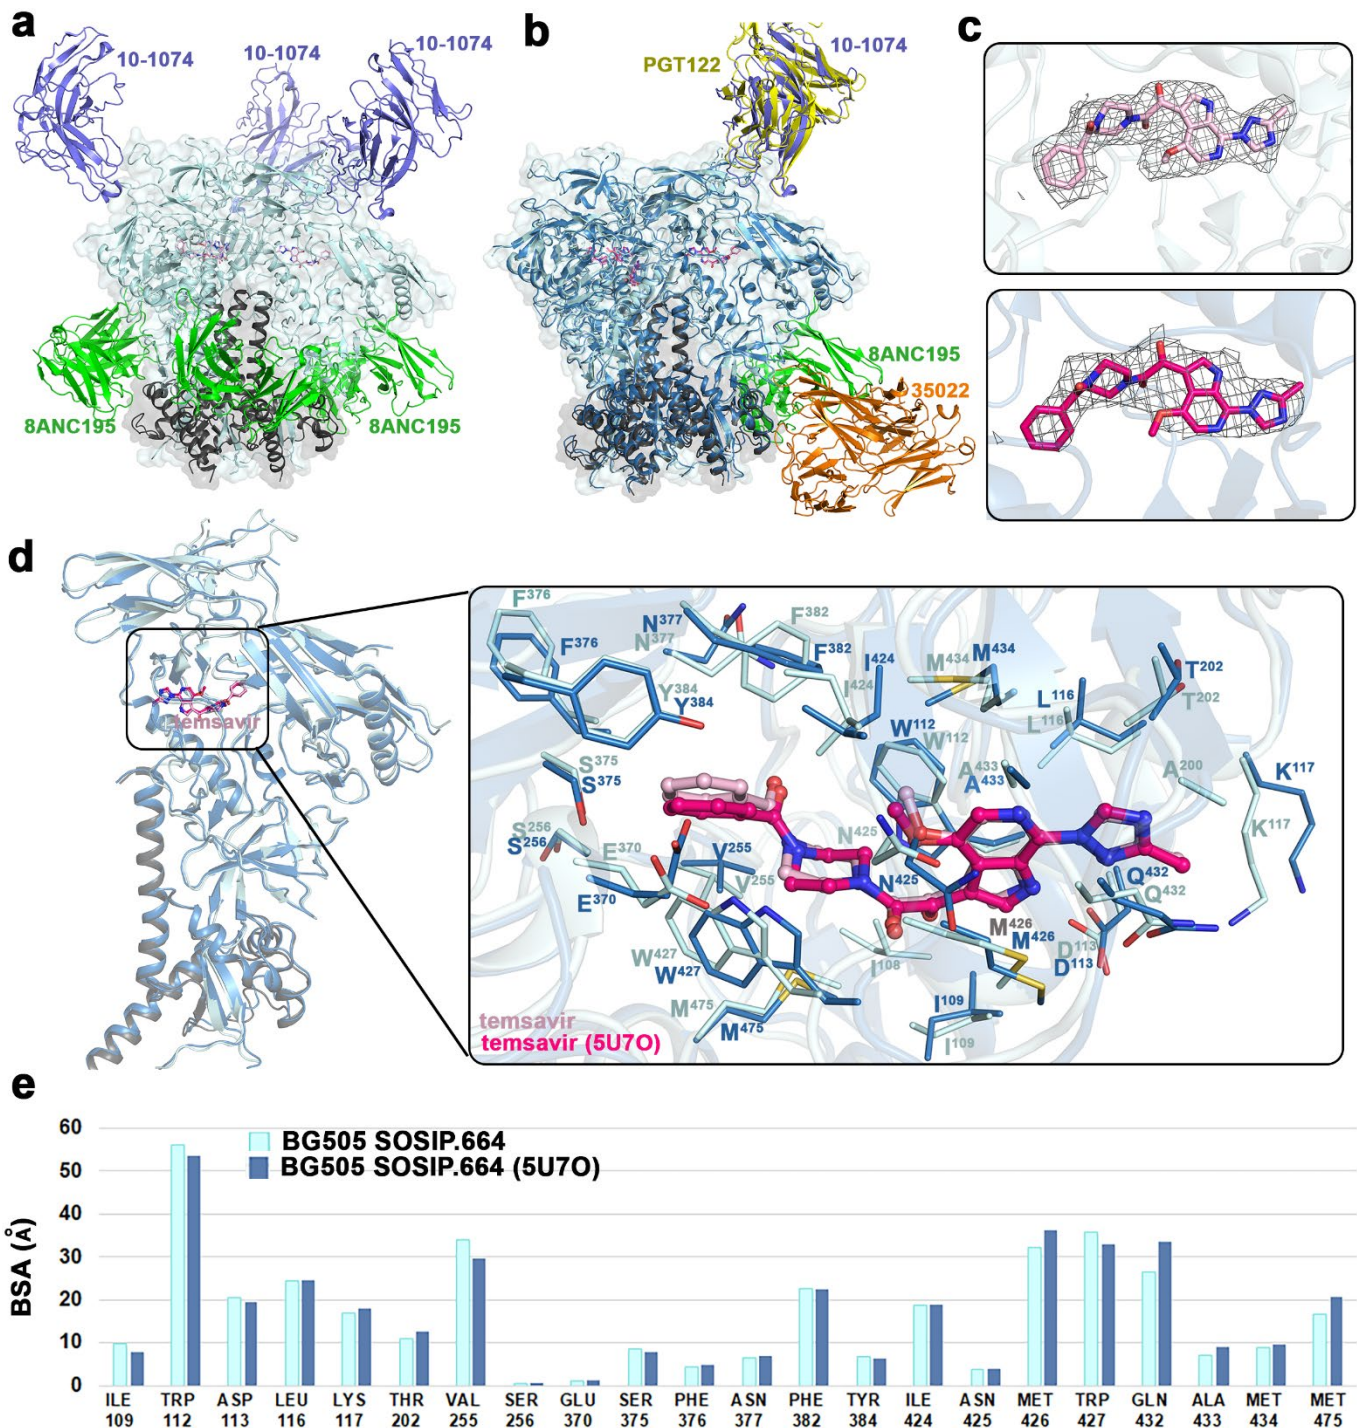 a
10-1074
10-1074
10-1074
8ANC195
8ANC195
b
PGT122
10-1074
8ANC195
35O22
c
d
temsavir
F376
F376
N377
N377
F382
F382
I424
I424
M434
M434
T202
T202
Y384
Y384
L116
L116
W112
W112
S375
S375
A433
A433
A200
K117
K117
S256
S256
E370
E370
V255
V255
N425
N425
Q432
Q432
M426
M426
D113
D113
W427
W427
I108
M475
M475
I109
I109
temsavir
temsavir (5U7O)
e
BG505 SOSIP.664
BG505 SOSIP.664 (5U7O)
BSA (Å)
60
50
40
30
20
10
0
ILE TRP ASP LEU LYS THR VAL SER GLU SER PHE ASN PHE TYR ILE ASN MET TRP GLN ALA MET MET
109 112 113 116 117 202 255 256 370 375 376 377 382 384 424 425 426 427 432 433 434 475